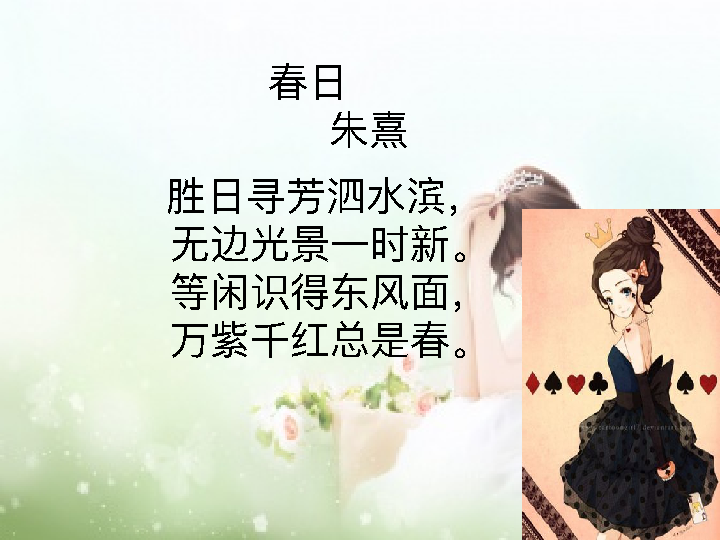 春日
朱熹
胜日寻芳泗水滨，
无边光景一时新。
等闲识得东风面，
万紫千红总是春。